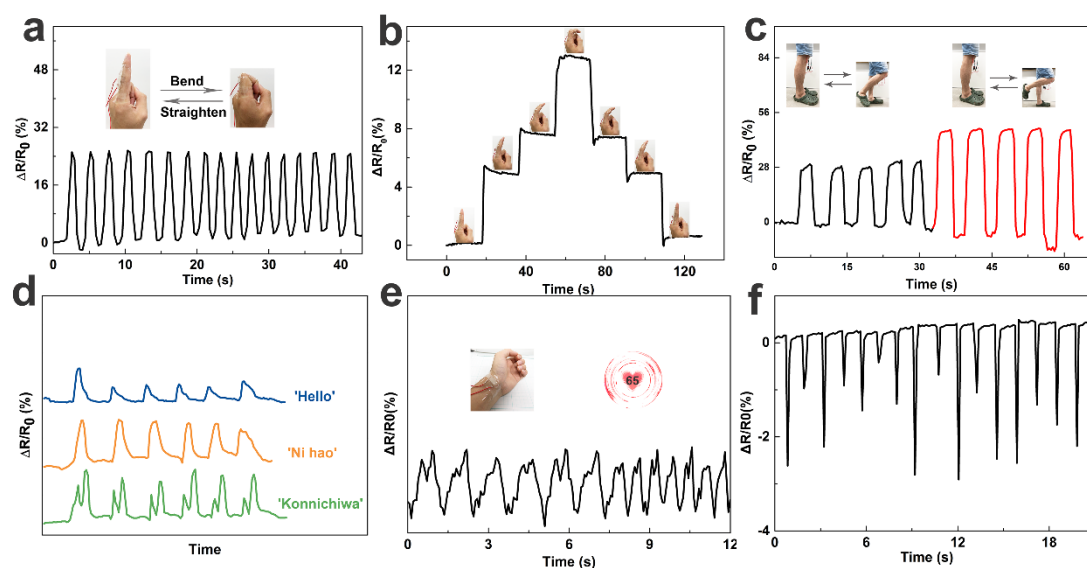 a
ΔR/R0 (%)
48
36
24
12
0
Bend
Straighten
0
10
20
30
40
Time (s)
b
ΔR/R0(%)
12
8
4
0
0
40
80
120
Time (s)
c
ΔR/R0 (%)
84
56
28
0
0
15
30
45
60
Time (s)
d
ΔR/R0 (%)
'Hello'
'Ni hao'
'Konnichiwa'
Time
e
ΔR/R0(%)
65
0
3
6
9
12
Time (s)
f
ΔR/R0(%)
0
-2
-4
0
6
12
18
Time (s)